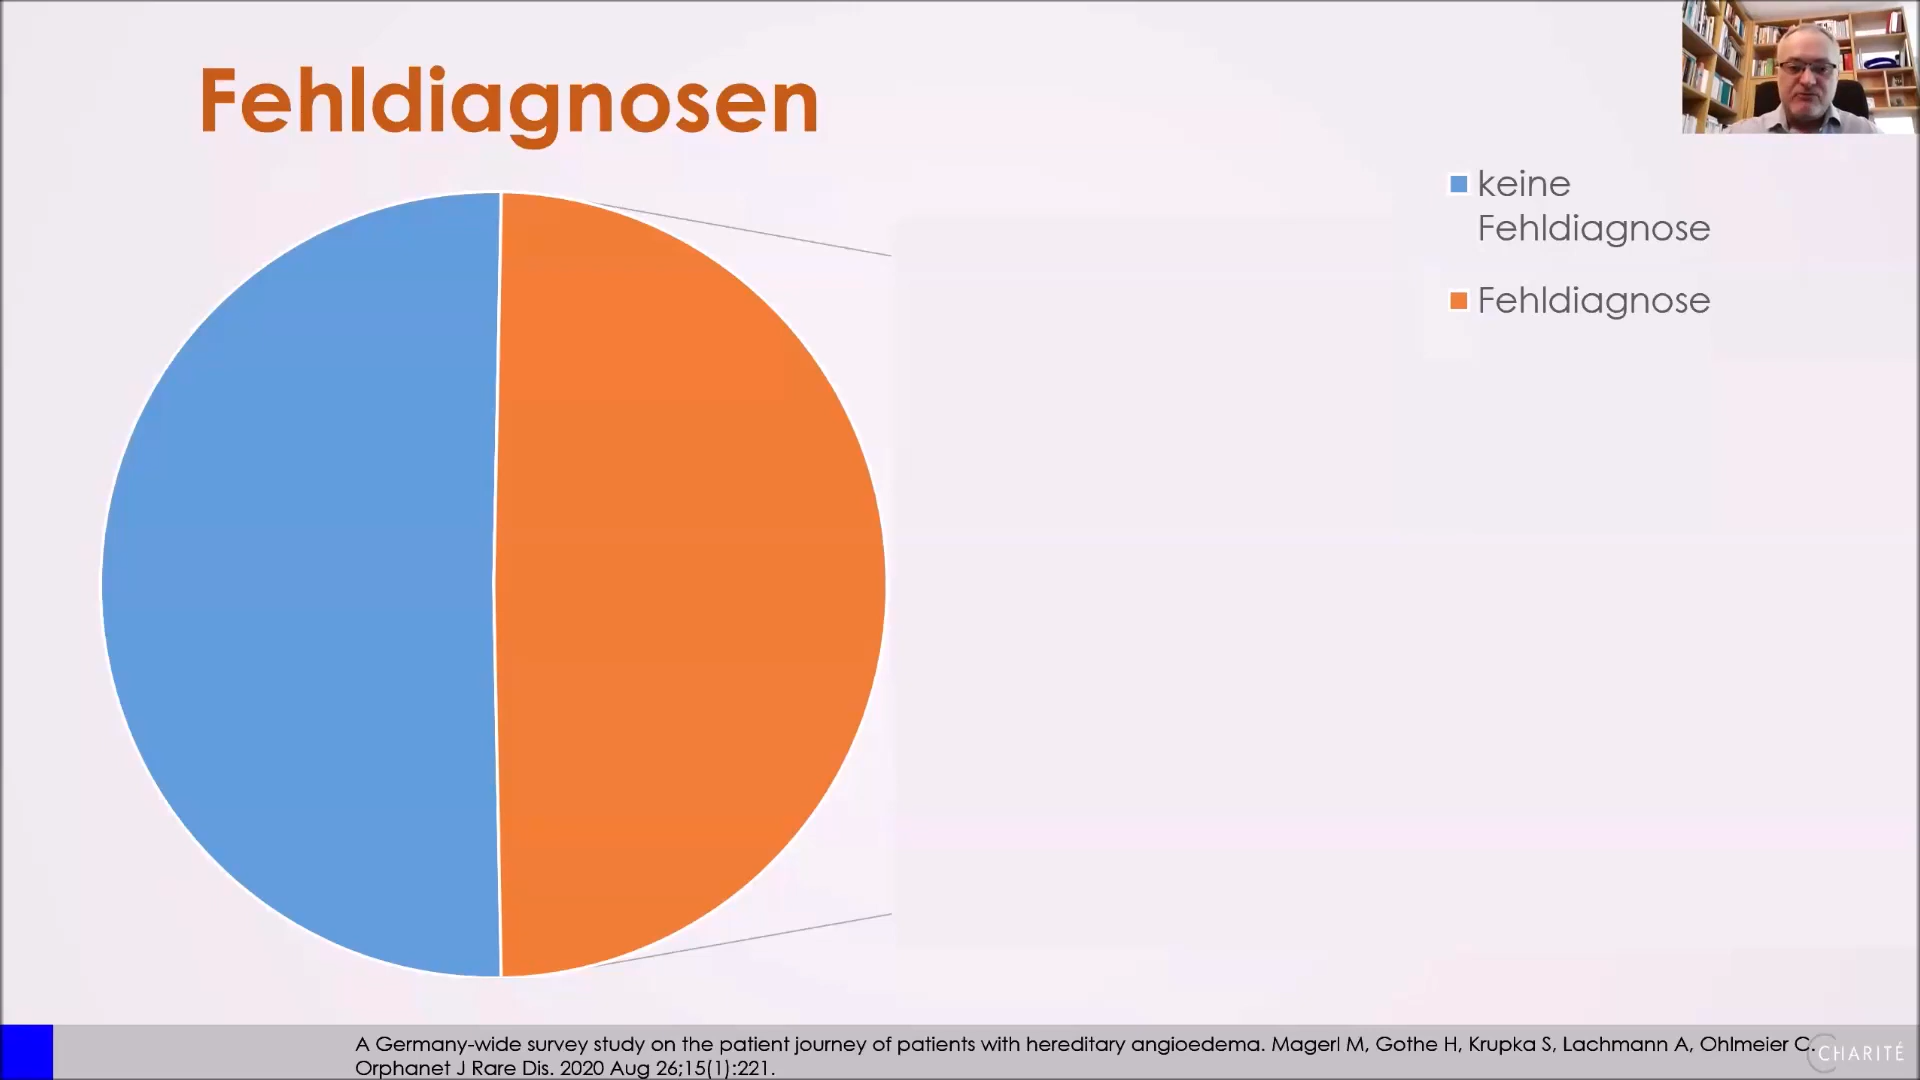 Fehldiagnosen
keine
Fehldiagnose
Fehldiagnose
A Germany-wide survey study on the patient journey of patients with hereditary angioedema. Magerl M, Gothe H, Krupka S, Lachmann A, Ohlmeier C.
Orphanet J Rare Dis. 2020 Aug 26;15(1):221.
CHARITÉ